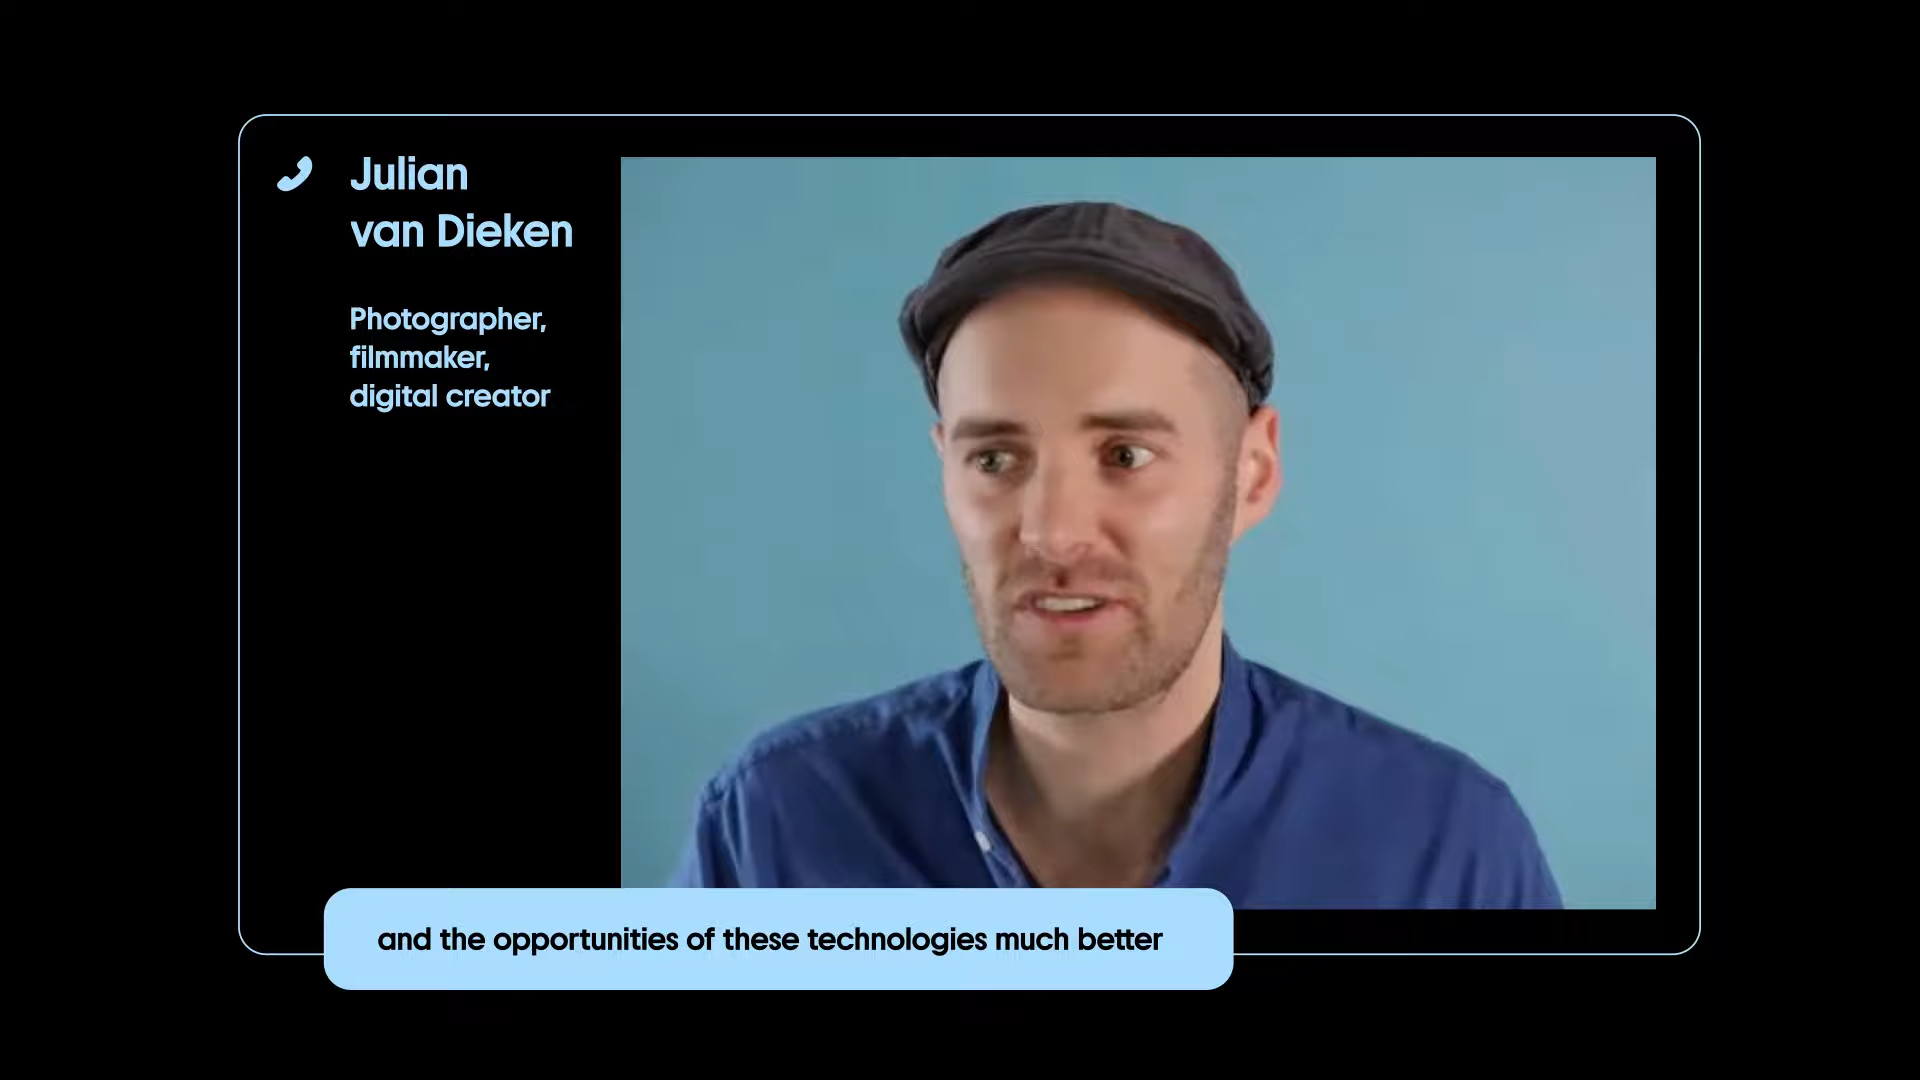 Julian
van Dieken
Photographer,
filmmaker,
digital creator
and the opportunities of these technologies much better